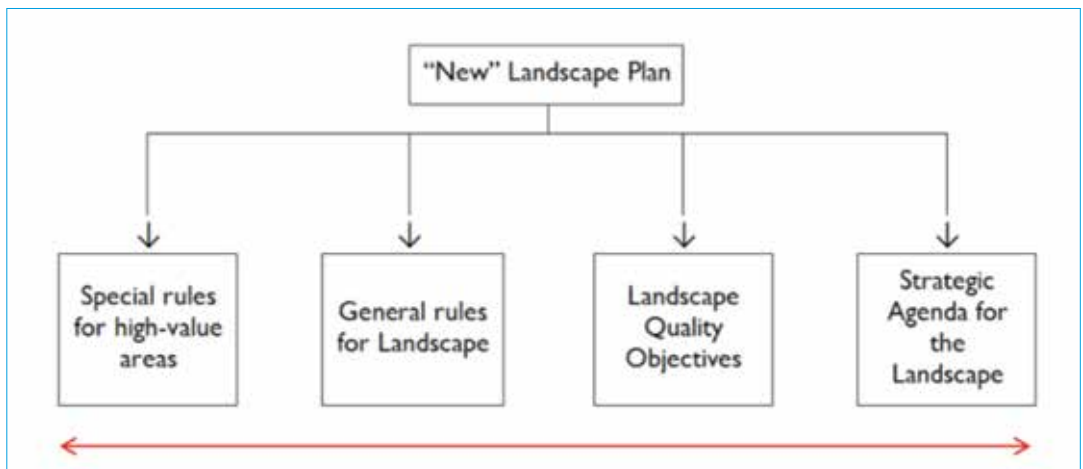 “New” Landscape Plan
Special rules
for high-value
areas
General rules
for Landscape
Landscape
Quality
Objectives
Strategic
Agenda for
the
Landscape